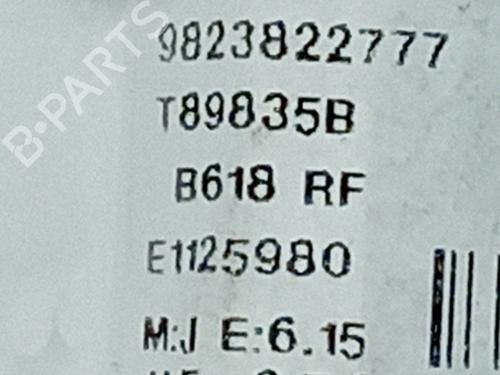 9823822777
T89835B
B618 RF
E1125980
M:J E:6.15
B-PARTS